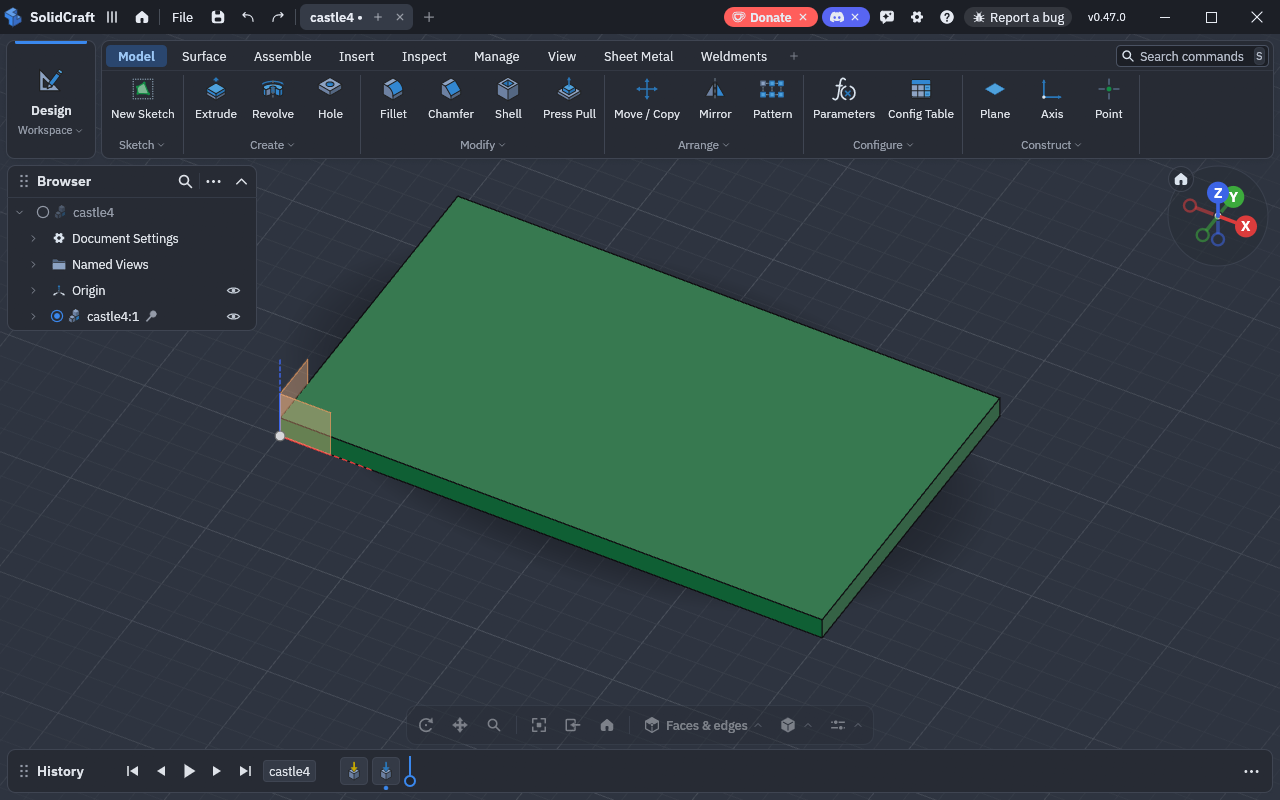 SolidCraft
File
castle4 •
Donate
Report a bug
v0.47.0
Model
Surface
Assemble
Insert
Inspect
Manage
View
Sheet Metal
Weldments
Search commands
S
Design
Workspace
New Sketch
Extrude
Revolve
Hole
Fillet
Chamfer
Shell
Press Pull
Move / Copy
Mirror
Pattern
Parameters
Config Table
Plane
Axis
Point
Sketch
Create
Modify
Arrange
Configure
Construct
Browser
castle4
Document Settings
Named Views
Origin
castle4:1
Z
Y
X
Faces & edges
History
castle4